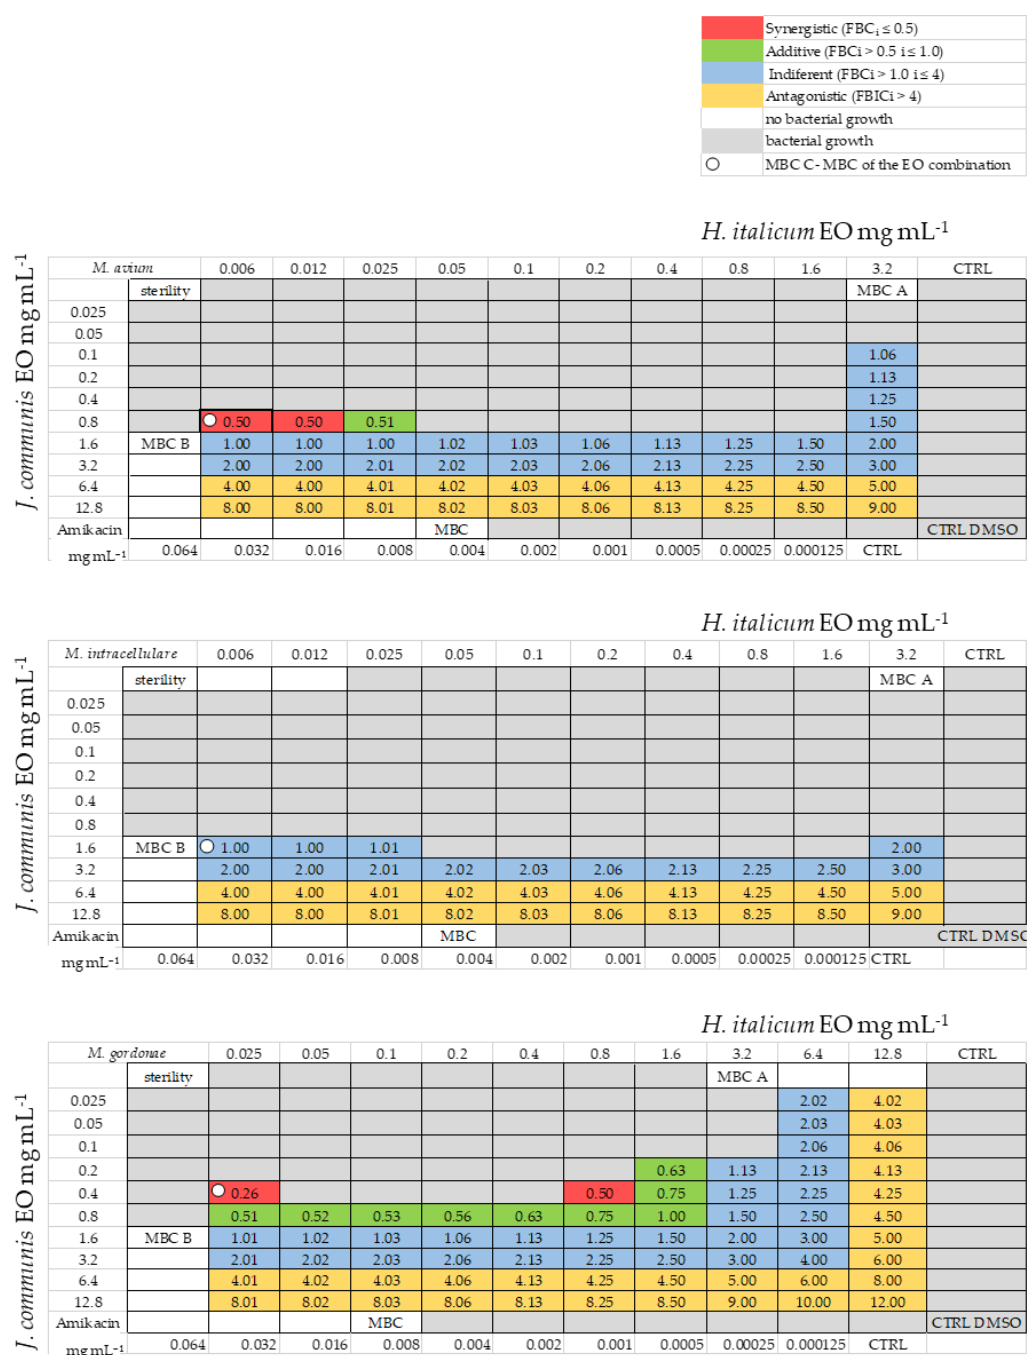 Synergistic (FBCi ≤ 0.5)
Additive (FBCi > 0.5 i ≤ 1.0)
Indiferent (FBCi > 1.0 i ≤ 4)
Antagonistic (FBICi > 4)
no bacterial growth
bacterial growth
MBC C- MBC of the EO combination
H. italicum EO mg mL-1
J. communis EO mg mL-1
M. avium 0.006 0.012 0.025 0.05 0.1 0.2 0.4 0.8 1.6 3.2 CTRL
sterility MBC A
0.025
0.05
0.1 1.06
0.2 1.13
0.4 1.25
0.8 0.50 0.50 0.51 1.50
1.6 MBC B 1.00 1.00 1.00 1.02 1.03 1.06 1.13 1.25 1.50 2.00
3.2 2.00 2.00 2.01 2.02 2.03 2.06 2.13 2.25 2.50 3.00
6.4 4.00 4.00 4.01 4.02 4.03 4.06 4.13 4.25 4.50 5.00
12.8 8.00 8.00 8.01 8.02 8.03 8.06 8.13 8.25 8.50 9.00
Amikacin MBC CTRL DMSO
mg mL-1 0.064 0.032 0.016 0.008 0.004 0.002 0.001 0.0005 0.00025 0.000125 CTRL
H. italicum EO mg mL-1
J. communis EO mg mL-1
M. intracellulare 0.006 0.012 0.025 0.05 0.1 0.2 0.4 0.8 1.6 3.2 CTRL
sterility MBC A
0.025
0.05
0.1
0.2
0.4
0.8
1.6 MBC B 1.00 1.00 1.01 2.00
3.2 2.00 2.00 2.01 2.02 2.03 2.06 2.13 2.25 2.50 3.00
6.4 4.00 4.00 4.01 4.02 4.03 4.06 4.13 4.25 4.50 5.00
12.8 8.00 8.00 8.01 8.02 8.03 8.06 8.13 8.25 8.50 9.00
Amikacin MBC CTRL DMSO
mg mL-1 0.064 0.032 0.016 0.008 0.004 0.002 0.001 0.0005 0.00025 0.000125 CTRL
H. italicum EO mg mL-1
J. communis EO mg mL-1
M. gordonae 0.025 0.05 0.1 0.2 0.4 0.8 1.6 3.2 6.4 12.8 CTRL
sterility MBC A
0.025 2.02 4.02
0.05 2.03 4.03
0.1 2.06 4.06
0.2 0.63 1.13 2.13 4.13
0.4 0.26 0.50 0.75 1.25 2.25 4.25
0.8 0.51 0.52 0.53 0.56 0.63 0.75 1.00 1.50 2.50 4.50
1.6 MBC B 1.01 1.02 1.03 1.06 1.13 1.25 1.50 2.00 3.00 5.00
3.2 2.01 2.02 2.03 2.06 2.13 2.25 2.50 3.00 4.00 6.00
6.4 4.01 4.02 4.03 4.06 4.13 4.25 4.50 5.00 6.00 8.00
12.8 8.01 8.02 8.03 8.06 8.13 8.25 8.50 9.00 10.00 12.00
Amikacin MBC CTRL DMSO
mg mL-1 0.064 0.032 0.016 0.008 0.004 0.002 0.001 0.0005 0.00025 0.000125 CTRL